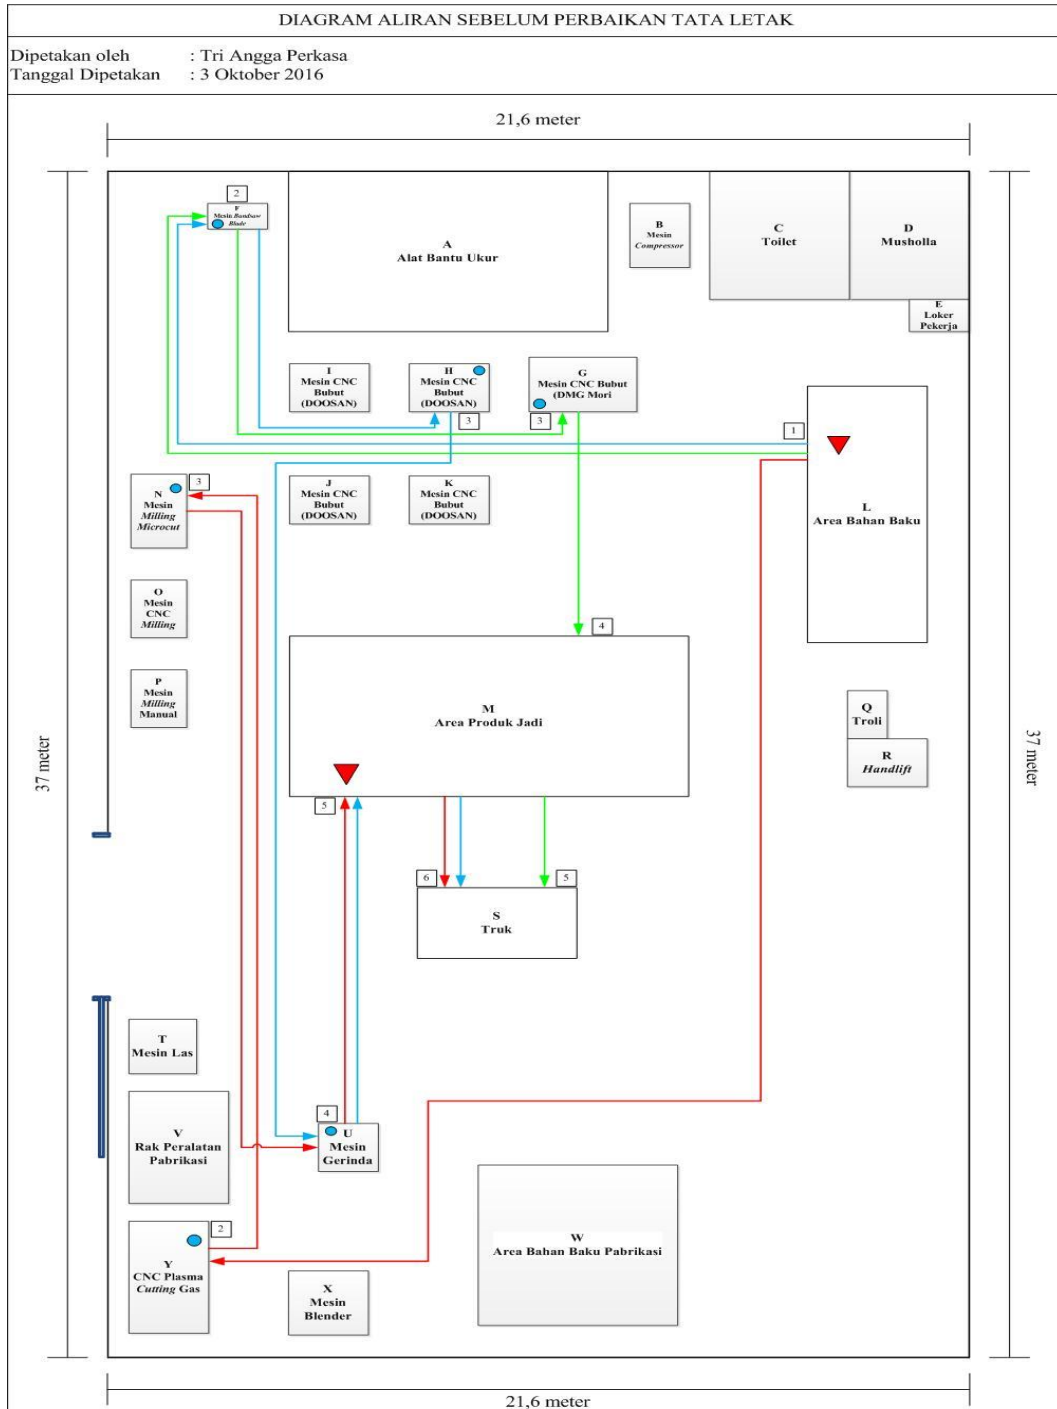 DIAGRAM ALIRAN SEBELUM PERBAIKAN TATA LETAK
Dipetakan oleh : Tri Angga Perkasa
Tanggal Dipetakan : 3 Oktober 2016
21,6 meter
2
F
Mesin Bandsaw
Blade
A
Alat Bantu Ukur
B
Mesin
Compressor
C
Toilet
D
Musholla
E
Loker
Pekerja
I
Mesin CNC
Bubut
(DOOSAN)
H
Mesin CNC
Bubut
(DOOSAN)
3
G
Mesin CNC Bubut
(DMG Mori
3
1
L
Area Bahan Baku
N
Mesin
Milling
Microcut
3
J
Mesin CNC
Bubut
(DOOSAN)
K
Mesin CNC
Bubut
(DOOSAN)
O
Mesin
CNC
Milling
4
P
Mesin
Milling
Manual
M
Area Produk Jadi
5
Q
Troli
R
Handlift
37 meter
37 meter
6
5
S
Truk
T
Mesin Las
V
Rak Peralatan
Pabrikasi
4
U
Mesin
Gerinda
2
Y
CNC Plasma
Cutting Gas
X
Mesin
Blender
W
Area Bahan Baku Pabrikasi
21,6 meter